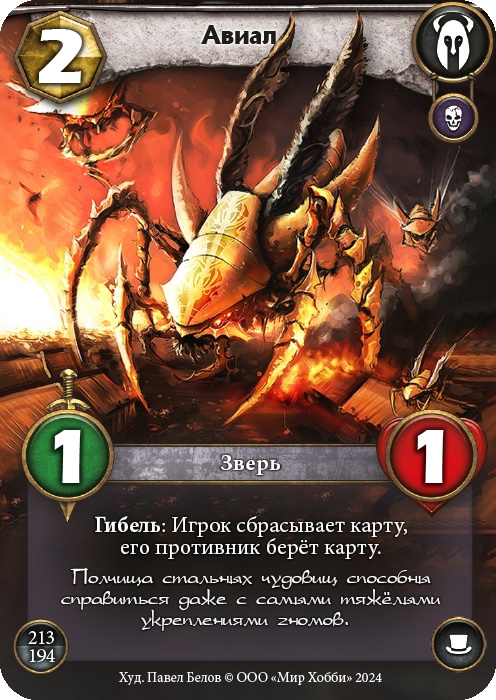 2
Авиал
1
Зверь
1
Гибель: Игрок сбрасывает карту,
его противник берёт карту.
Полчища стальных чудовищ способны
справиться даже с самыми тяжёлыми
укреплениями гномов.
213
194
Худ. Павел Белов © ООО «Мир Хобби» 2024